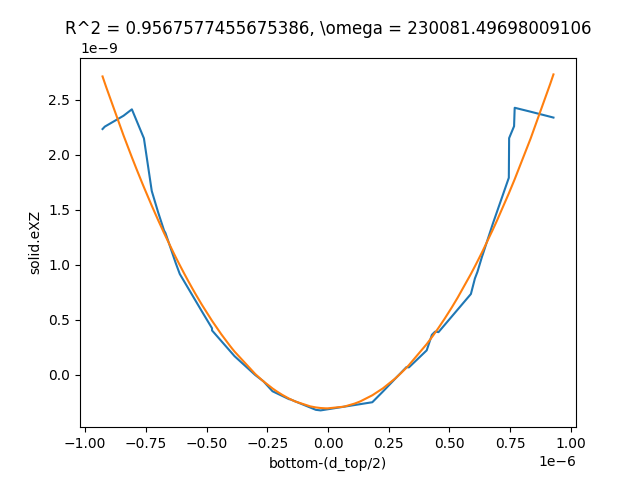 R^2 = 0.9567577455675386, \omega = 230081.49698009106
1e−9
2.5
2.0
1.5
1.0
0.5
0.0
solid.eXZ
−1.00 −0.75 −0.50 −0.25 0.00 0.25 0.50 0.75 1.00
bottom-(d_top/2)
1e−6